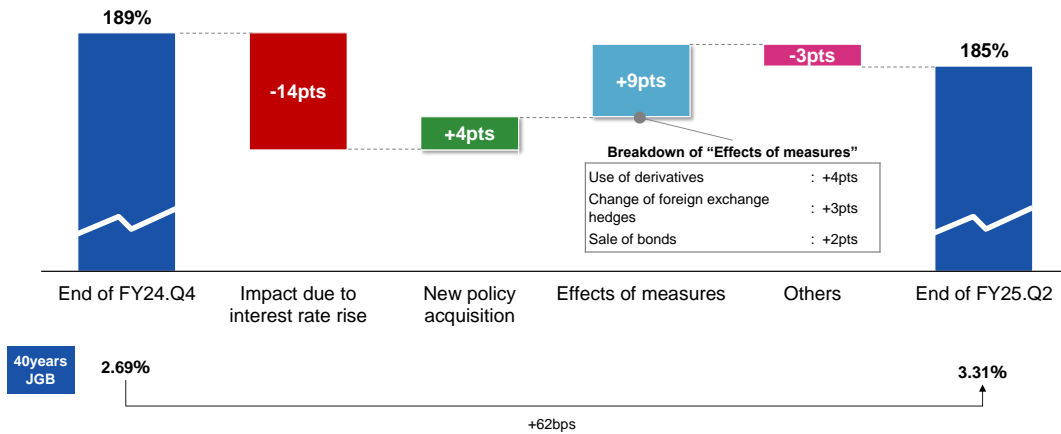 189%
-14pts
+4pts
+9pts
-3pts
185%
Breakdown of “Effects of measures”
Use of derivatives : +4pts
Change of foreign exchange
hedges : +3pts
Sale of bonds : +2pts
End of FY24.Q4
Impact due to
interest rate rise
New policy
acquisition
Effects of measures
Others
End of FY25.Q2
40years
JGB
2.69%
3.31%
+62bps